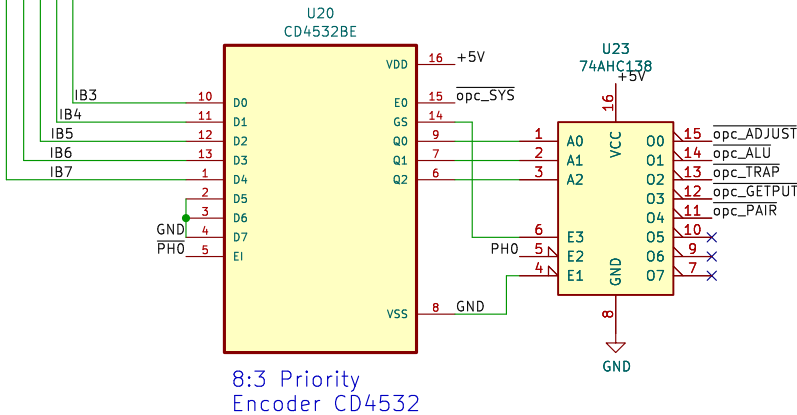 U20
CD4532BE
U23
74AHC138
+5V
VDD 16 +5V
16
IB3 10 D0 EO 15 opc_SYS
IB4 11 D1 GS 14
VCC
IB5 12 D2 Q0 9 1 A0 O0 15 opc_ADJUST
IB6 13 D3 Q1 7 2 A1 O1 14 opc_ALU
IB7 1 D4 Q2 6 3 A2 O2 13 opc_TRAP
2 D5 O3 12 opc_GETPUT
3 D6 O4 11 opc_PAIR
GND 4 D7 6 E3 O5 10
PH0 5 EI PH0 5 E2 O6 9
4 E1 O7 7
GND
VSS 8 GND 8
GND
8:3 Priority
Encoder CD4532